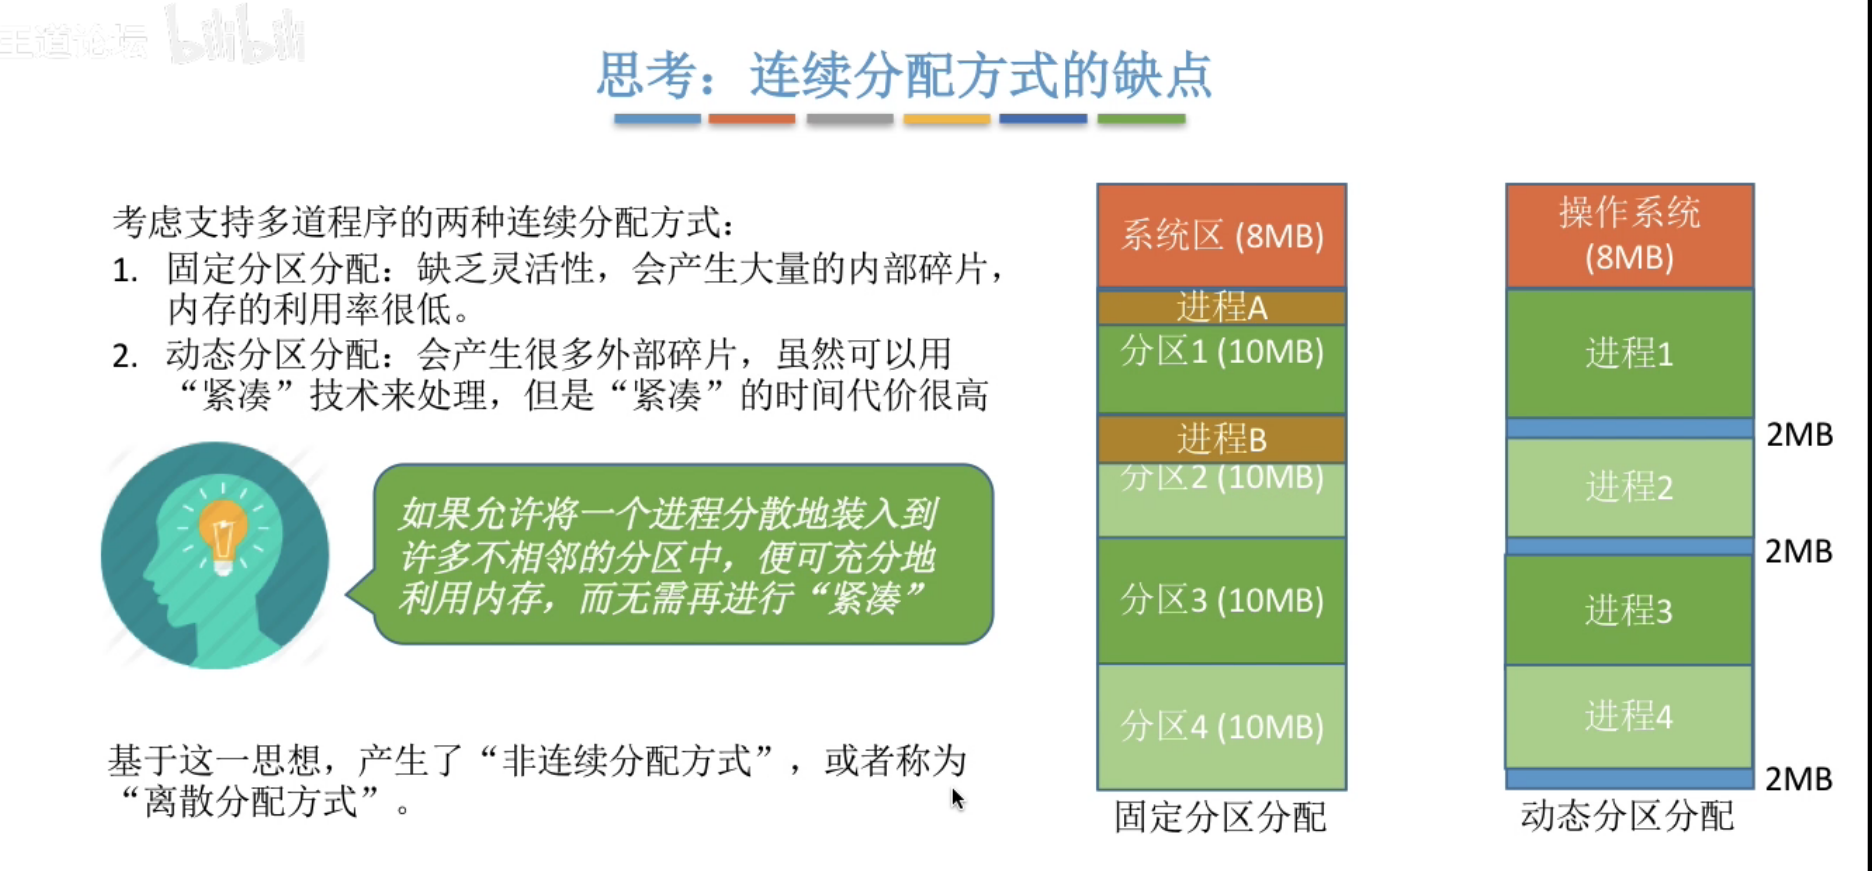 王道论坛 bilibili
思考：连续分配方式的缺点
考虑支持多道程序的两种连续分配方式：
1. 固定分区分配：缺乏灵活性，会产生大量的内部碎片，
内存的利用率很低。
2. 动态分区分配：会产生很多外部碎片，虽然可以用
“紧凑”技术来处理，但是“紧凑”的时间代价很高
如果允许将一个进程分散地装入到
许多不相邻的分区中，便可充分地
利用内存，而无需再进行“紧凑”
基于这一思想，产生了“非连续分配方式”，或者称为
“离散分配方式”。
系统区 (8MB)
进程A
分区1 (10MB)
进程B
分区2 (10MB)
分区3 (10MB)
分区4 (10MB)
固定分区分配
操作系统
(8MB)
进程1
2MB
进程2
2MB
进程3
进程4
2MB
动态分区分配